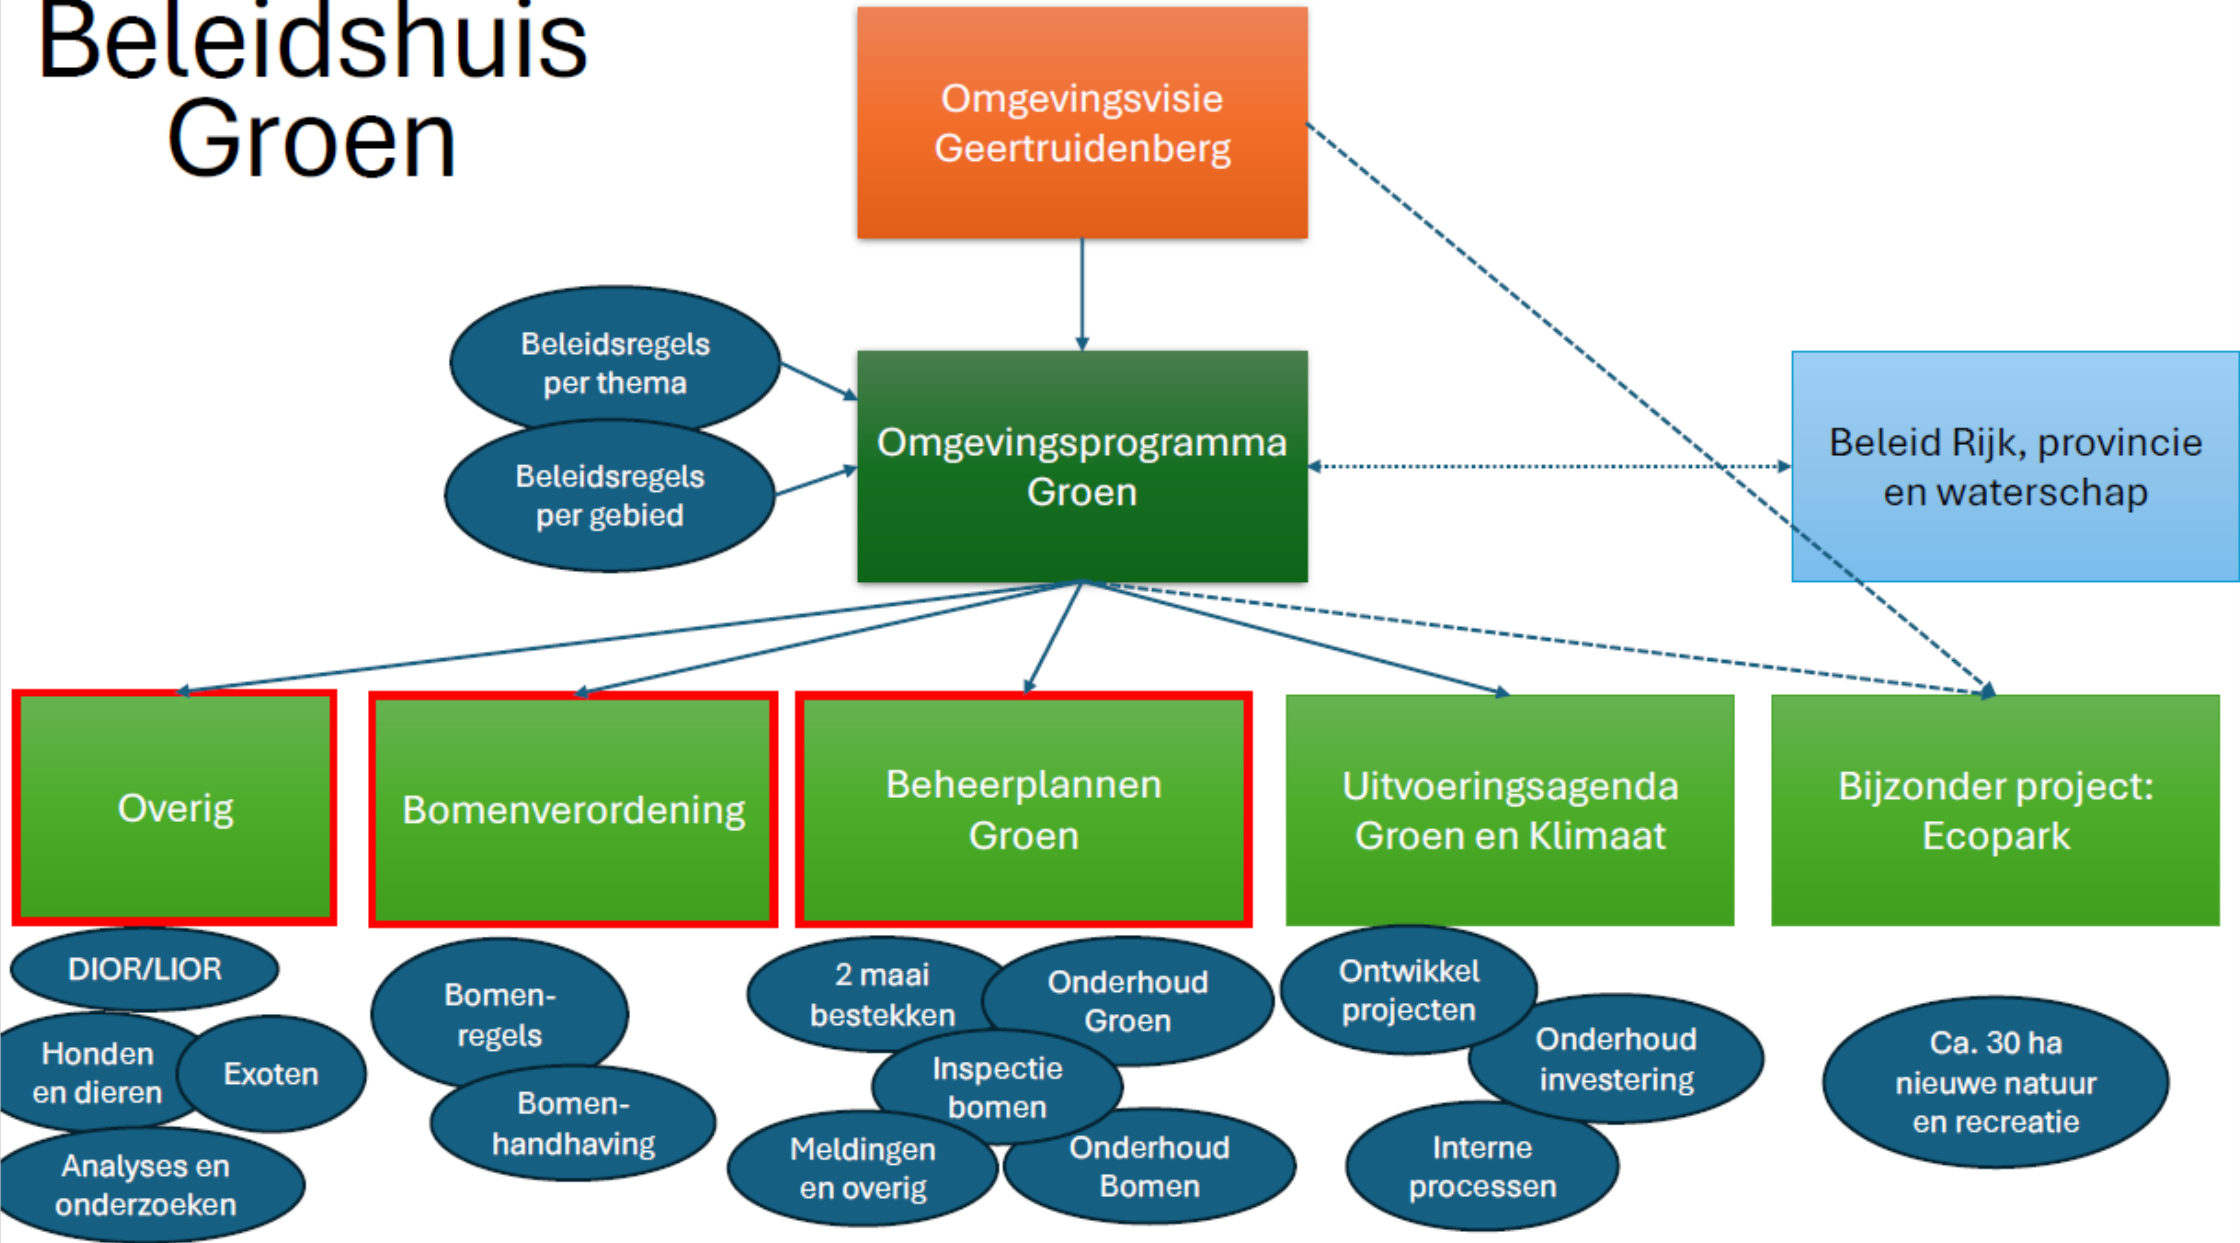 Beleidshuis
Groen
Omgevingsvisie
Geertruidenberg
Beleidsregels
per thema
Beleidsregels
per gebied
Omgevingsprogramma
Groen
Beleid Rijk, provincie
en waterschap
Overig
Bomenverordening
Beheerplannen
Groen
Uitvoeringsagenda
Groen en Klimaat
Bijzonder project:
Ecopark
DIOR/LIOR
Honden
en dieren
Exoten
Analyses en
onderzoeken
Bomen-
regels
Bomen-
handhaving
2 maai
bestekken
Onderhoud
Groen
Inspectie
bomen
Meldingen
en overig
Onderhoud
Bomen
Ontwikkel
projecten
Onderhoud
investering
Interne
processen
Ca. 30 ha
nieuwe natuur
en recreatie